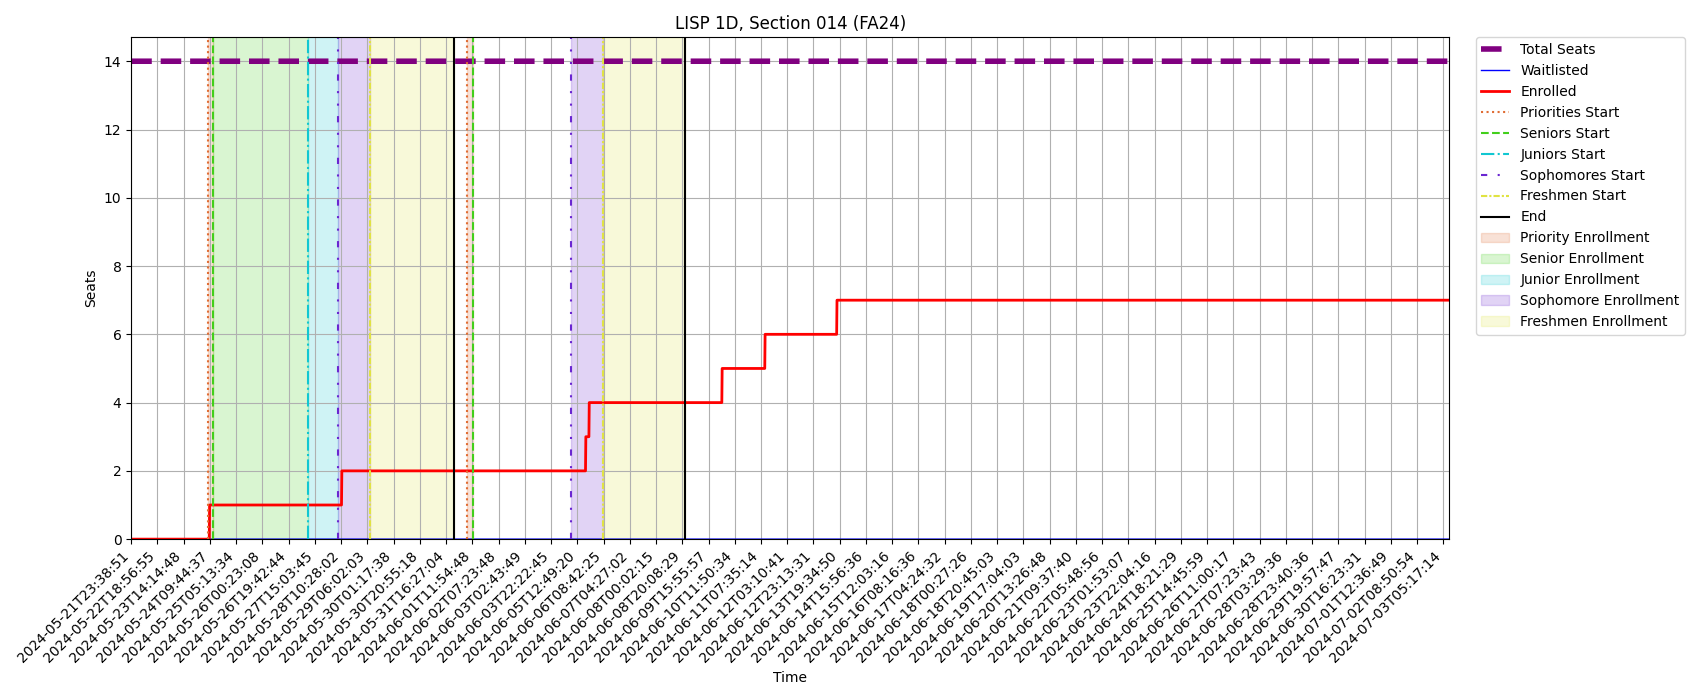 LISP 1D, Section 014 (FA24)
14
12
10
8
6
4
2
0
Seats
2024-05-21T23:38:51
2024-05-22T18:56:55
2024-05-23T14:14:48
2024-05-24T09:44:37
2024-05-25T05:13:34
2024-05-26T00:23:08
2024-05-26T19:42:44
2024-05-27T15:03:45
2024-05-28T10:28:02
2024-05-29T06:02:03
2024-05-30T01:17:38
2024-05-30T20:55:18
2024-05-31T16:27:04
2024-06-01T11:54:48
2024-06-02T07:23:48
2024-06-03T02:43:49
2024-06-03T22:22:45
2024-06-05T12:49:20
2024-06-06T08:42:25
2024-06-07T04:27:02
2024-06-08T00:02:15
2024-06-08T20:08:29
2024-06-09T15:55:57
2024-06-10T11:50:34
2024-06-11T07:35:14
2024-06-12T03:10:41
2024-06-12T23:13:31
2024-06-13T19:34:50
2024-06-14T15:56:36
2024-06-15T12:03:16
2024-06-16T08:16:36
2024-06-17T04:24:32
2024-06-18T00:27:26
2024-06-18T20:45:03
2024-06-19T17:04:03
2024-06-20T13:26:48
2024-06-21T09:37:40
2024-06-22T05:48:56
2024-06-23T01:53:07
2024-06-23T22:04:16
2024-06-24T18:21:29
2024-06-25T14:45:59
2024-06-26T11:00:17
2024-06-27T07:23:43
2024-06-28T03:29:36
2024-06-28T23:40:36
2024-06-29T19:57:47
2024-06-30T16:23:31
2024-07-01T12:36:49
2024-07-02T08:50:54
2024-07-03T05:17:14
Time
Total Seats
Waitlisted
Enrolled
Priorities Start
Seniors Start
Juniors Start
Sophomores Start
Freshmen Start
End
Priority Enrollment
Senior Enrollment
Junior Enrollment
Sophomore Enrollment
Freshmen Enrollment